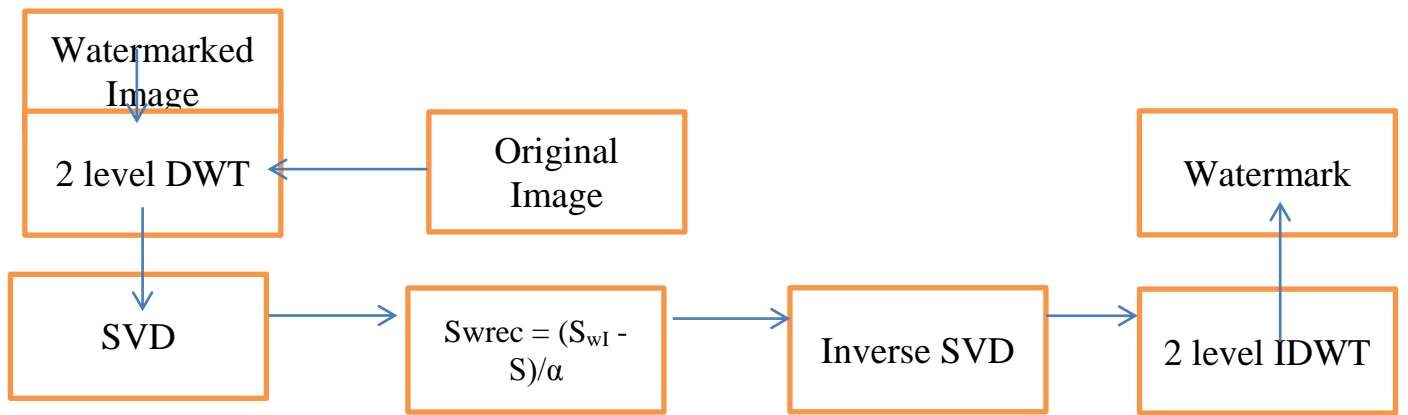 Watermarked
Image
2 level DWT
Original
Image
Watermark
SVD
Swrec = (SwI -
S)/α
Inverse SVD
2 level IDWT